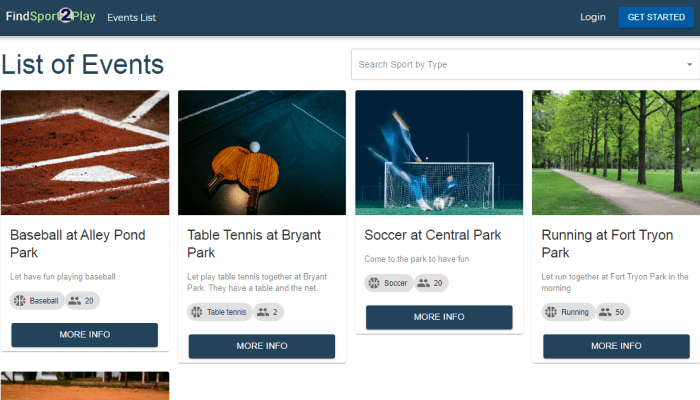 FindSport2Play
Events List
Login
GET STARTED
List of Events
Search Sport by Type
Baseball at Alley Pond
Park
Let have fun playing baseball.
Baseball
20
MORE INFO
Table Tennis at Bryant
Park
Let play table tennis together at Bryant
Park. They have a table and the net.
Table tennis
2
MORE INFO
Soccer at Central Park
Come to the park to have fun
Soccer
20
MORE INFO
Running at Fort Tryon
Park
Let run together at Fort Tryon Park in the
morning
Running
50
MORE INFO